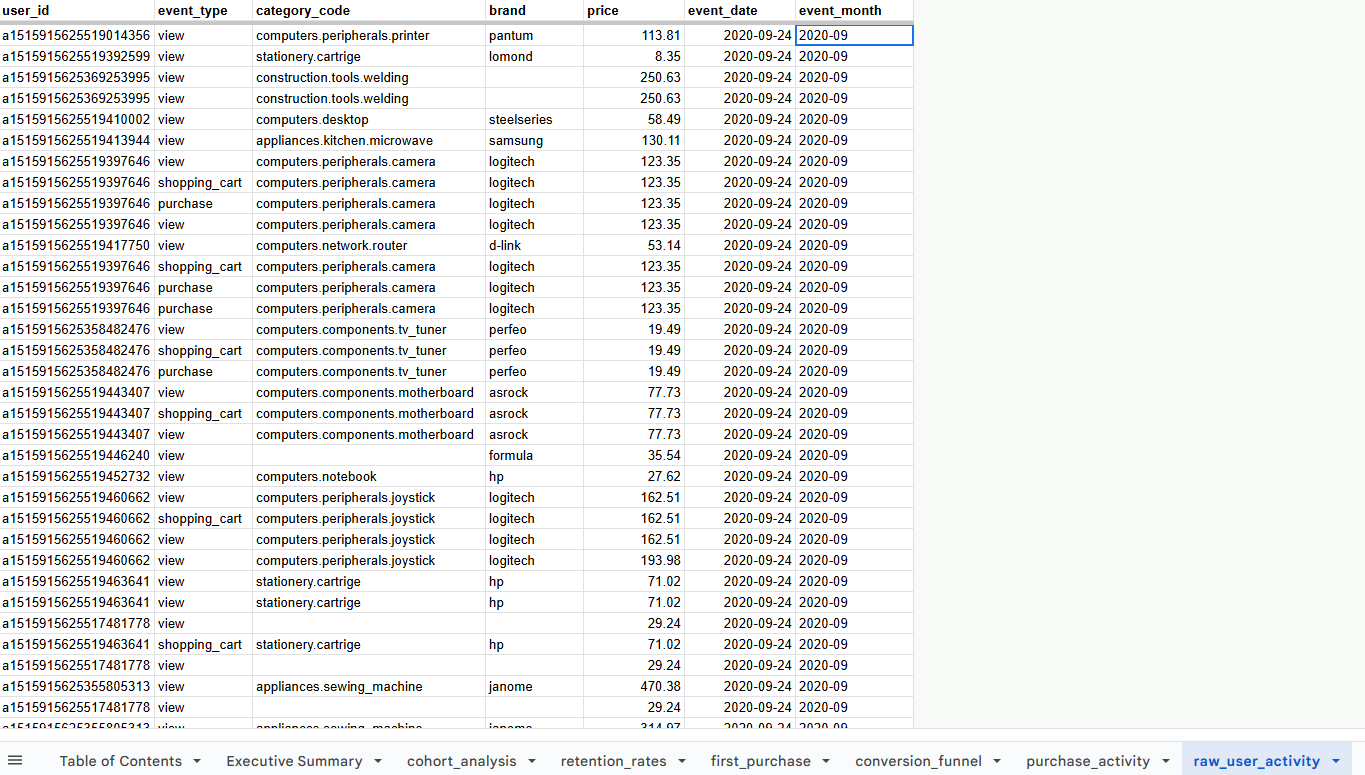 user_id event_type category_code brand price event_date event_month
a1515915625519014356 view computers.peripherals.printer pantum 113.81 2020-09-24 2020-09
a1515915625519392599 view stationery.cartrige lomond 8.35 2020-09-24 2020-09
a1515915625369253995 view construction.tools.welding 250.63 2020-09-24 2020-09
a1515915625369253995 view construction.tools.welding 250.63 2020-09-24 2020-09
a1515915625519410002 view computers.desktop steelseries 58.49 2020-09-24 2020-09
a1515915625519413944 view appliances.kitchen.microwave samsung 130.11 2020-09-24 2020-09
a1515915625519397646 view computers.peripherals.camera logitech 123.35 2020-09-24 2020-09
a1515915625519397646 shopping_cart computers.peripherals.camera logitech 123.35 2020-09-24 2020-09
a1515915625519397646 purchase computers.peripherals.camera logitech 123.35 2020-09-24 2020-09
a1515915625519397646 view computers.peripherals.camera logitech 123.35 2020-09-24 2020-09
a1515915625519417750 view computers.network.router d-link 53.14 2020-09-24 2020-09
a1515915625519397646 shopping_cart computers.peripherals.camera logitech 123.35 2020-09-24 2020-09
a1515915625519397646 purchase computers.peripherals.camera logitech 123.35 2020-09-24 2020-09
a1515915625519397646 purchase computers.peripherals.camera logitech 123.35 2020-09-24 2020-09
a1515915625358482476 view computers.components.tv_tuner perfeo 19.49 2020-09-24 2020-09
a1515915625358482476 shopping_cart computers.components.tv_tuner perfeo 19.49 2020-09-24 2020-09
a1515915625358482476 purchase computers.components.tv_tuner perfeo 19.49 2020-09-24 2020-09
a1515915625519443407 view computers.components.motherboard asrock 77.73 2020-09-24 2020-09
a1515915625519443407 shopping_cart computers.components.motherboard asrock 77.73 2020-09-24 2020-09
a1515915625519443407 view computers.components.motherboard asrock 77.73 2020-09-24 2020-09
a1515915625519446240 view formula 35.54 2020-09-24 2020-09
a1515915625519452732 view computers.notebook hp 27.62 2020-09-24 2020-09
a1515915625519460662 view computers.peripherals.joystick logitech 162.51 2020-09-24 2020-09
a1515915625519460662 shopping_cart computers.peripherals.joystick logitech 162.51 2020-09-24 2020-09
a1515915625519460662 view computers.peripherals.joystick logitech 162.51 2020-09-24 2020-09
a1515915625519460662 view computers.peripherals.joystick logitech 193.98 2020-09-24 2020-09
a1515915625519463641 view stationery.cartrige hp 71.02 2020-09-24 2020-09
a1515915625519463641 view stationery.cartrige hp 71.02 2020-09-24 2020-09
a1515915625517481778 view 29.24 2020-09-24 2020-09
a1515915625519463641 shopping_cart stationery.cartrige hp 71.02 2020-09-24 2020-09
a1515915625517481778 view 29.24 2020-09-24 2020-09
a1515915625355805313 view appliances.sewing_machine janome 470.38 2020-09-24 2020-09
a1515915625517481778 view 29.24 2020-09-24 2020-09
a1515915625355805313 view appliances.sewing_machine janome 314.97 2020-09-24 2020-09
Table of Contents Executive Summary cohort_analysis retention_rates first_purchase conversion_funnel purchase_activity raw_user_activity